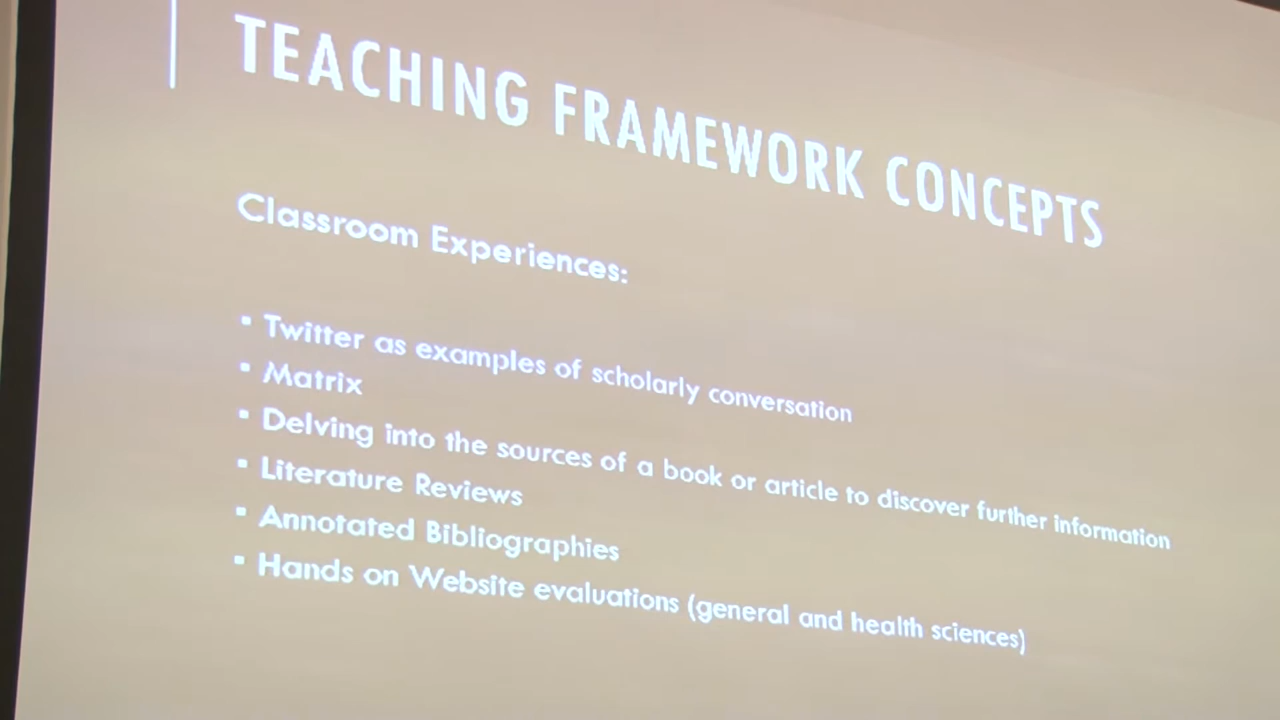 TEACHING FRAMEWORK CONCEPTS
Classroom Experiences:
▪ Twitter as examples of scholarly conversation
▪ Matrix
▪ Delving into the sources of a book or article to discover further information
▪ Literature Reviews
▪ Annotated Bibliographies
▪ Hands on Website evaluations (general and health sciences)